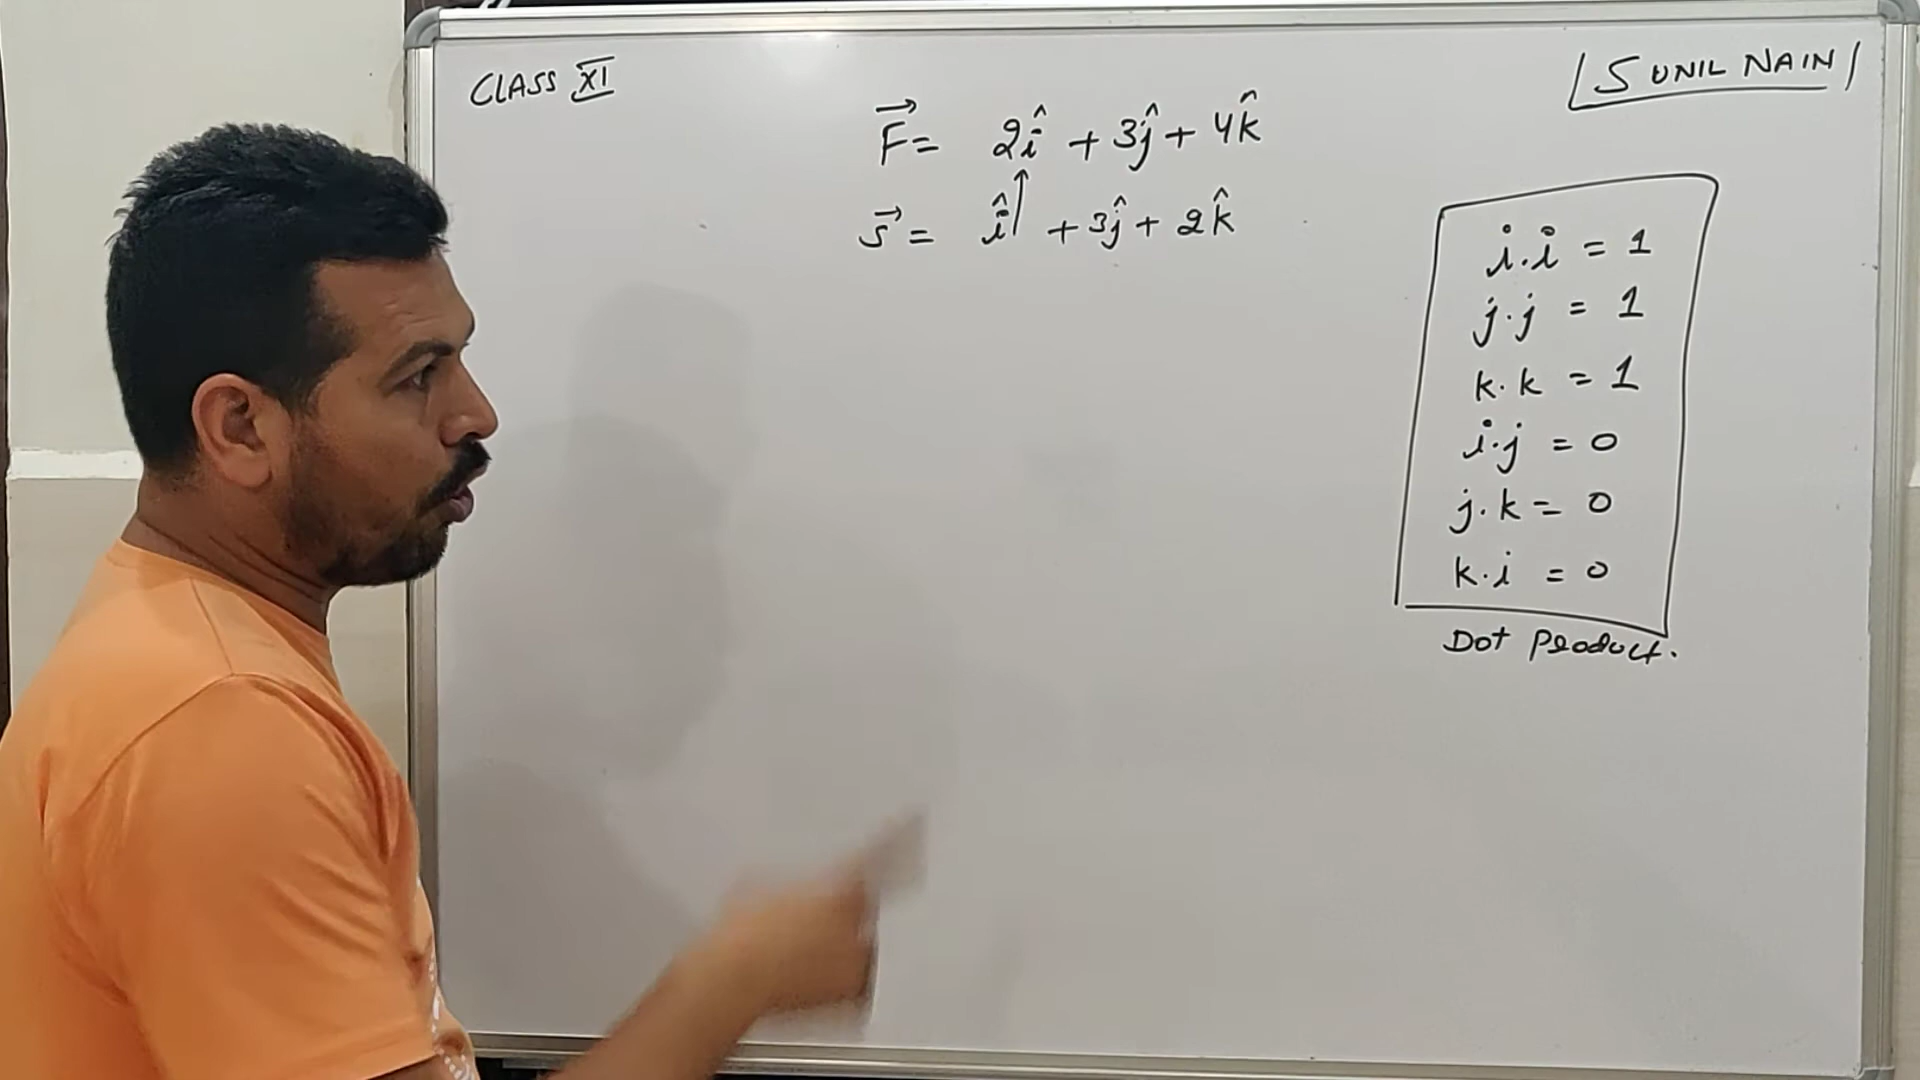 CLASS XI
SUNIL NAIN
F⃗ = 2î + 3ĵ + 4k̂
s⃗ = î + 3ĵ + 2k̂
i.i = 1
j.j = 1
k.k = 1
i.j = 0
j.k = 0
k.i = 0
Dot Product.